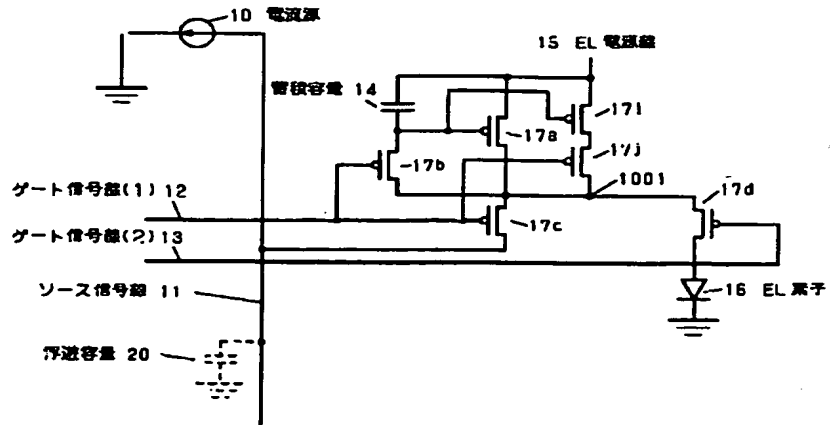 10 電流源
15 EL 電源線
蓄積容量 14
17i
17a
17j
17b
1001
17d
ゲート信号線(1) 12
17c
ゲート信号線(2) 13
ソース信号線 11
16 EL 素子
浮遊容量 20